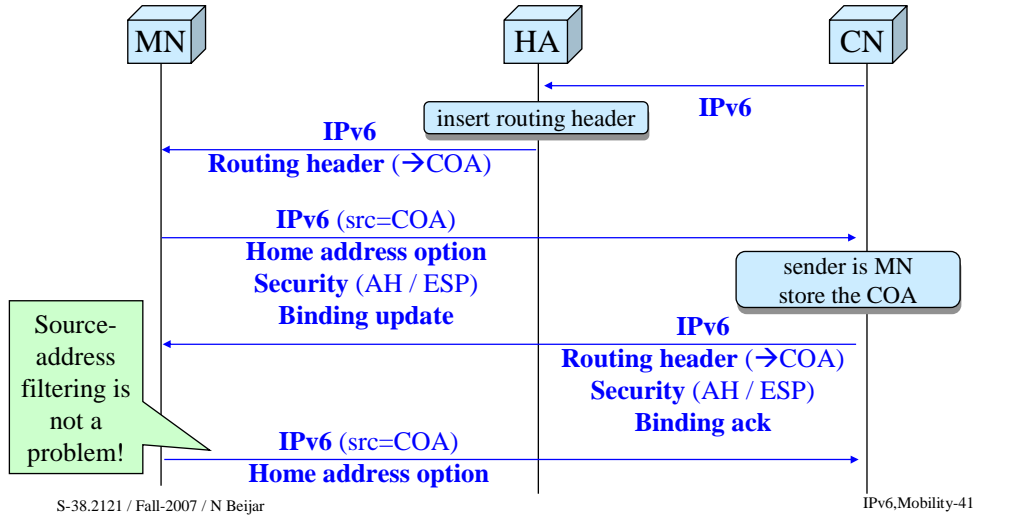 MN
HA
CN
IPv6
insert routing header
IPv6
Routing header (→COA)
IPv6 (src=COA)
Home address option
Security (AH / ESP)
Binding update
sender is MN
store the COA
IPv6
Routing header (→COA)
Security (AH / ESP)
Binding ack
Source-
address
filtering is
not a
problem!
IPv6 (src=COA)
Home address option
S-38.2121 / Fall-2007 / N Beijar
IPv6,Mobility-41